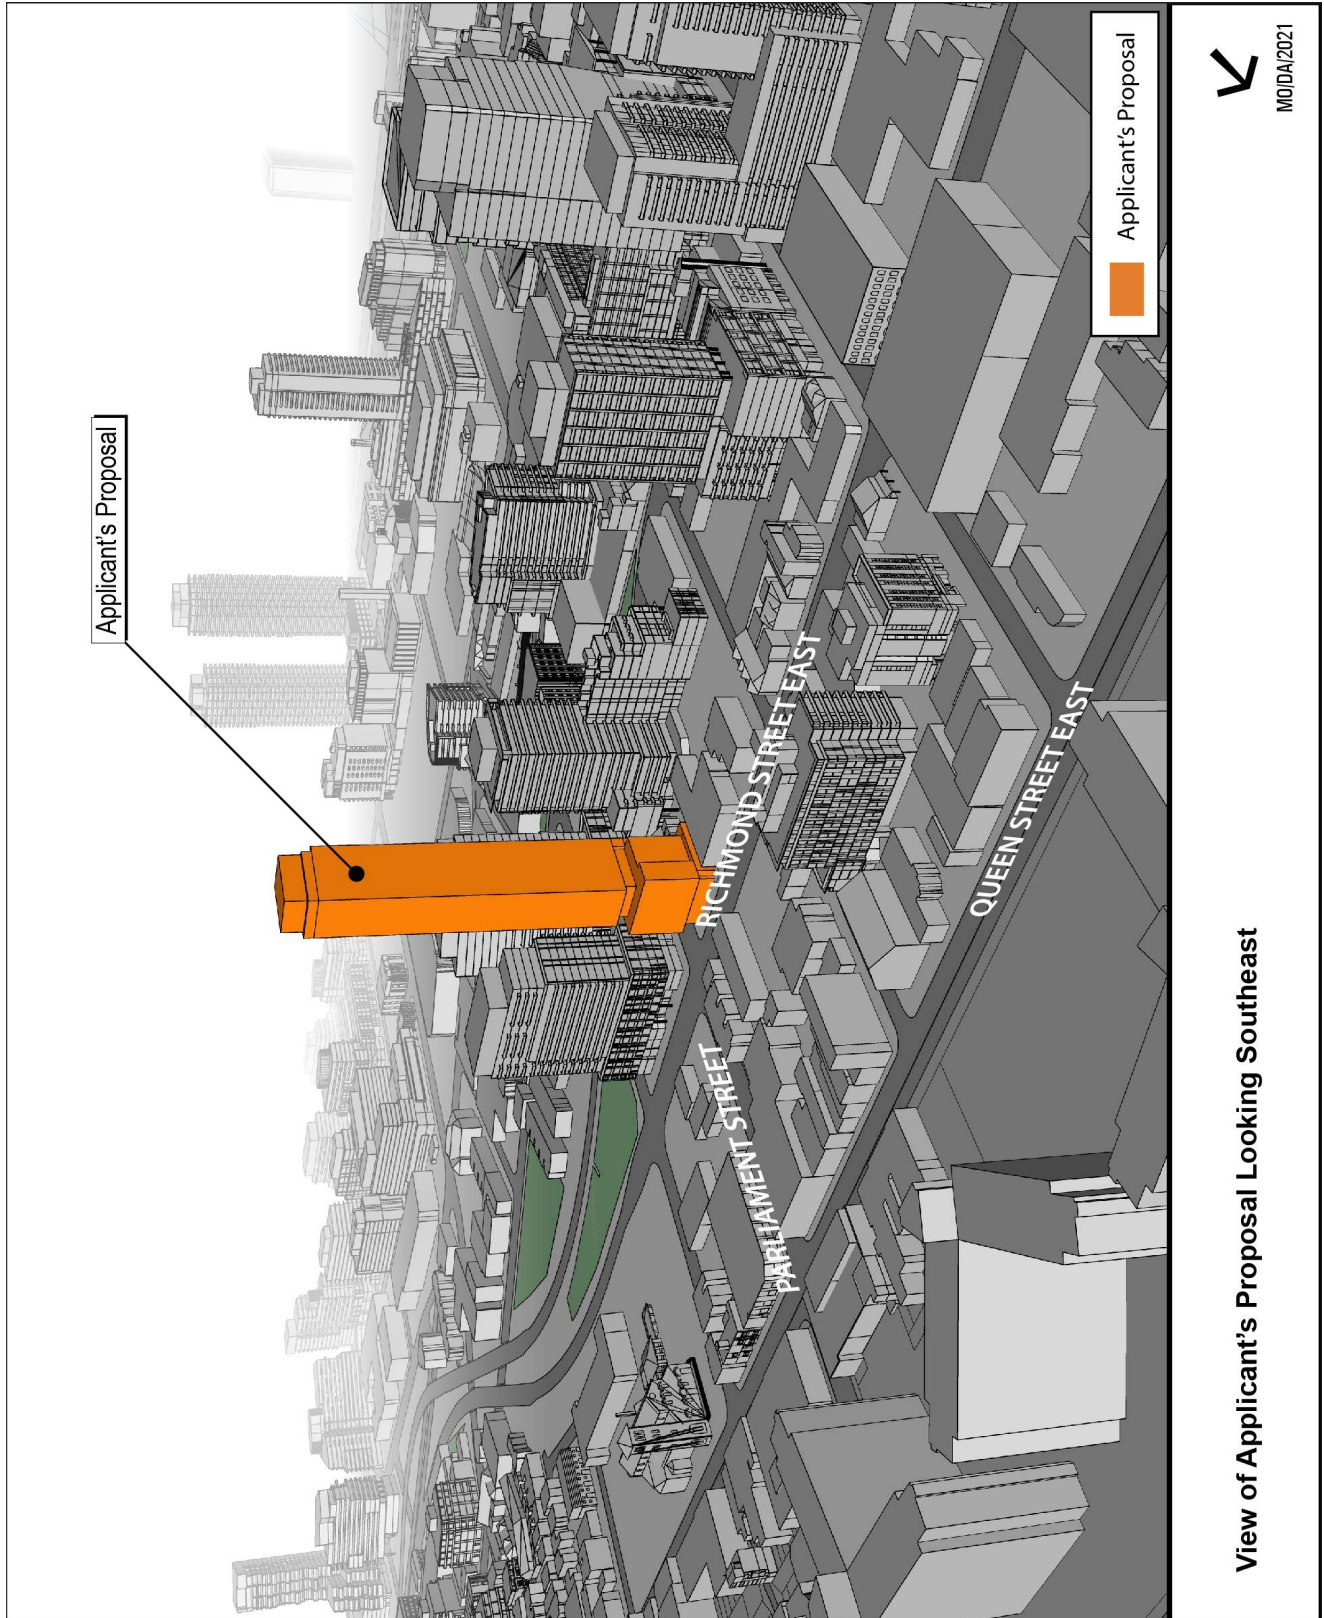 Applicant's Proposal
RICHMOND STREET EAST
PARLIAMENT STREET
QUEEN STREET EAST
Applicant's Proposal
View of Applicant's Proposal Looking Southeast
MO/DA/2021